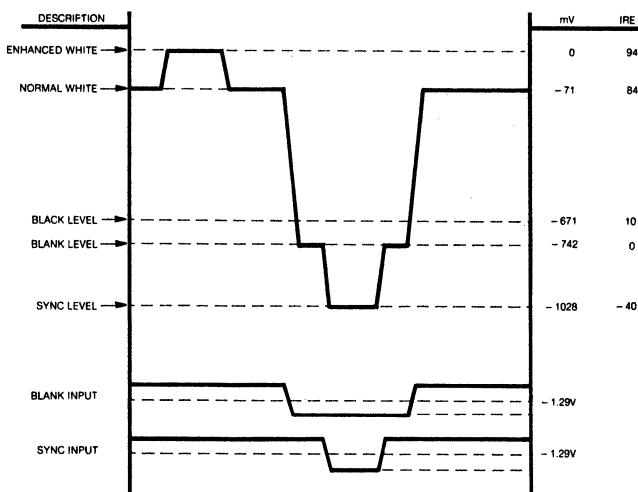 DESCRIPTION mV IRE
ENHANCED WHITE 0 94
NORMAL WHITE -71 84
BLACK LEVEL -671 10
BLANK LEVEL -742 0
SYNC LEVEL -1028 -40
BLANK INPUT -1.29V
SYNC INPUT -1.29V